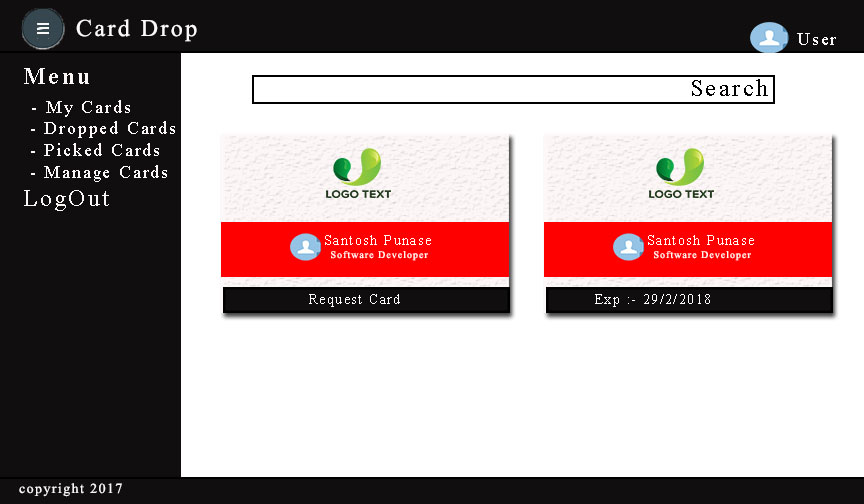 Card Drop
User
Menu
- My Cards
- Dropped Cards
- Picked Cards
- Manage Cards
LogOut
Search
LOGO TEXT
Santosh Punase
Software Developer
Request Card
LOGO TEXT
Santosh Punase
Software Developer
Exp :- 29/2/2018
copyright 2017